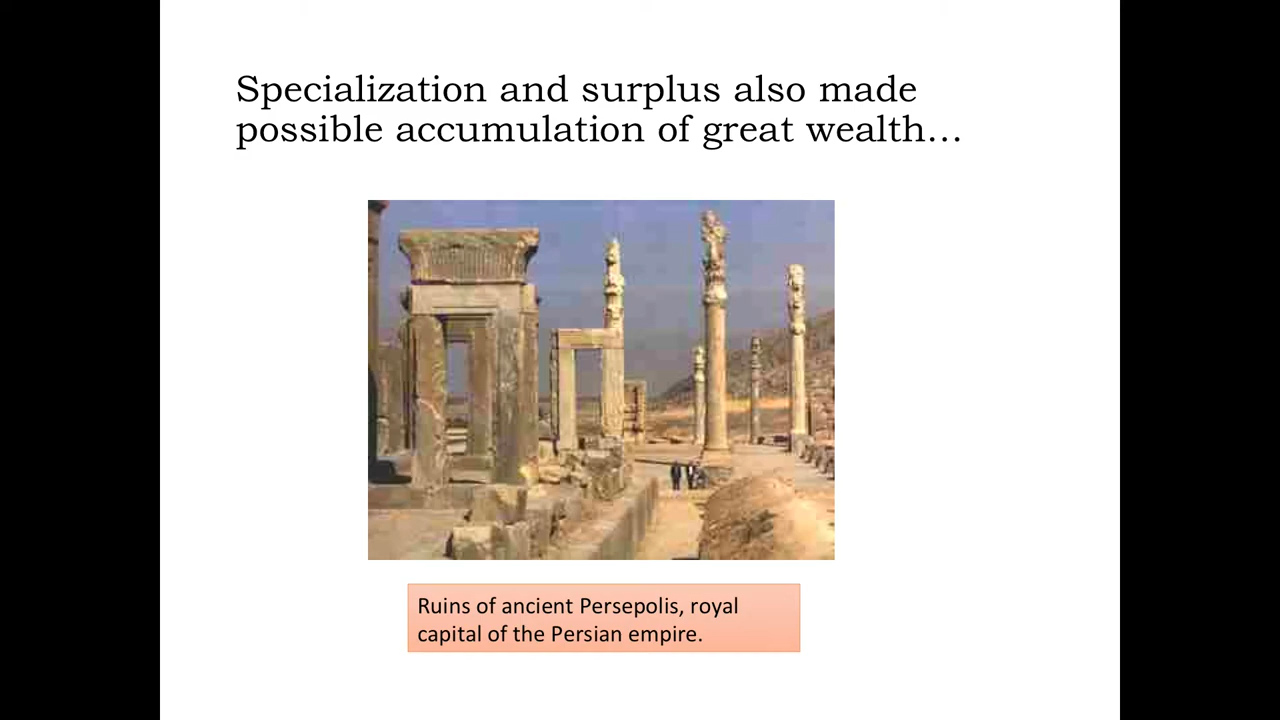 Specialization and surplus also made
possible accumulation of great wealth…
Ruins of ancient Persepolis, royal
capital of the Persian empire.